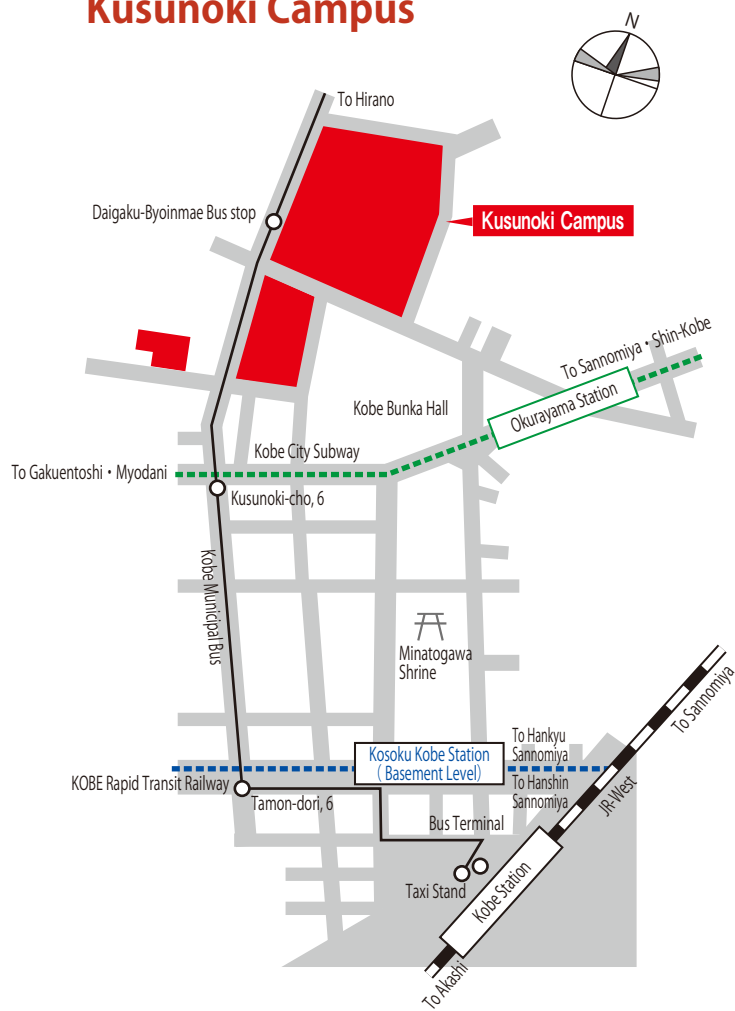 Kusunoki Campus
N
To Hirano
Daigaku-Byoinmae Bus stop
Kusunoki Campus
To Sannomiya・Shin-Kobe
Okurayama Station
Kobe Bunka Hall
Kobe City Subway
To Gakuentoshi・Myodani
Kusunoki-cho, 6
Kobe Municipal Bus
Minatogawa
Shrine
To Sannomiya
Kosoku Kobe Station
( Basement Level)
To Hankyu
Sannomiya
To Hanshin
Sannomiya
KOBE Rapid Transit Railway
Tamon-dori, 6
JR-West
Bus Terminal
Taxi Stand
Kobe Station
To Akashi